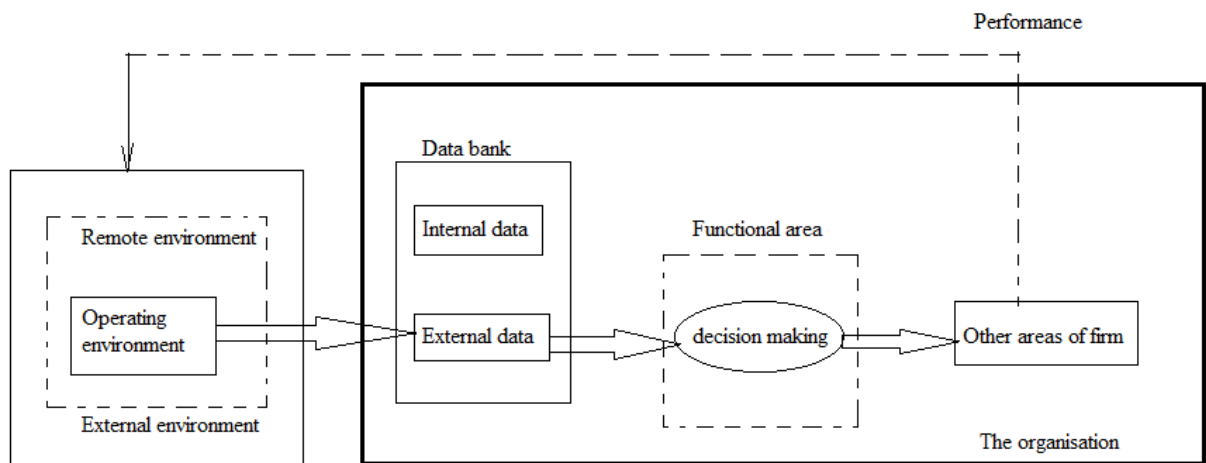 Performance
Data bank
Internal data
Functional area
Remote environment
Operating
environment
External data
decision making
Other areas of firm
External environment
The organisation